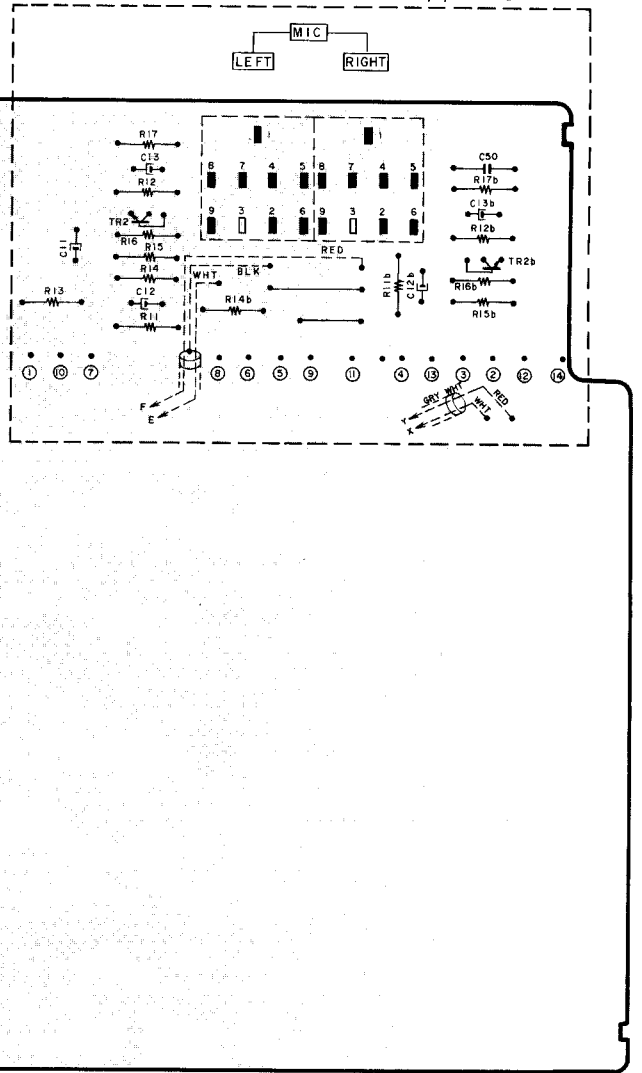 MIC
LEFT RIGHT
R17
C13
R12
TR2
R16
R15
R14
C12
R11
C11
R13
8 7 4 5 8 7 4 5
9 3 2 6 9 3 2 6
C50
R17b
C13b
R12b
TR2b
R16b
R15b
RED
BLK
WHT
R14b
R11b
C12b
1 10 7 8 6 5 9 11 4 13 3 2 12 14
F
E
GRY WHT RED
Y
X
WHT